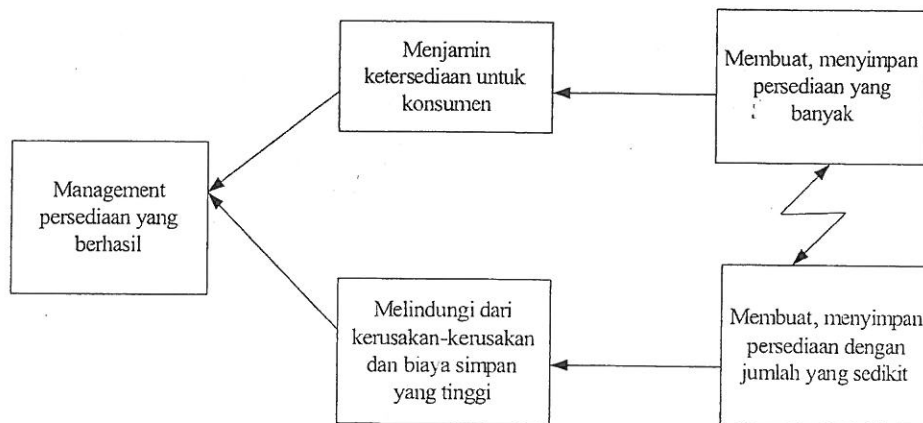 Menjamin
ketersediaan untuk
konsumen
Membuat, menyimpan
persediaan yang
banyak
Management
persediaan yang
berhasil
Melindungi dari
kerusakan-kerusakan
dan biaya simpan
yang tinggi
Membuat, menyimpan
persediaan dengan
jumlah yang sedikit